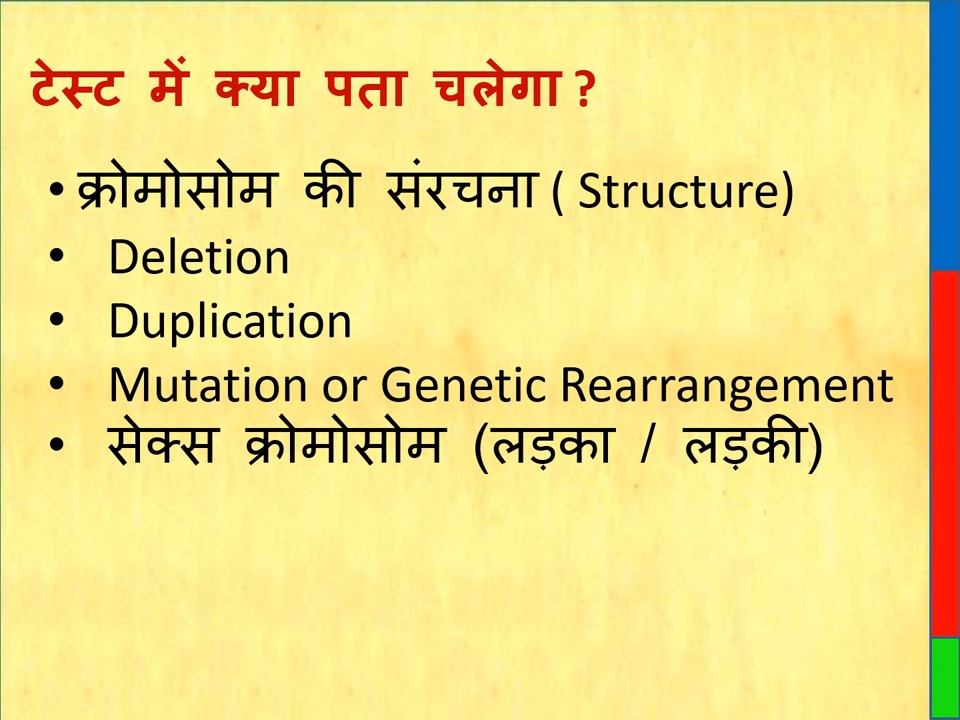 टेस्ट में क्या पता चलेगा ?
• क्रोमोसोम की संरचना ( Structure)
• Deletion
• Duplication
• Mutation or Genetic Rearrangement
• सेक्स क्रोमोसोम (लड़का / लड़की)